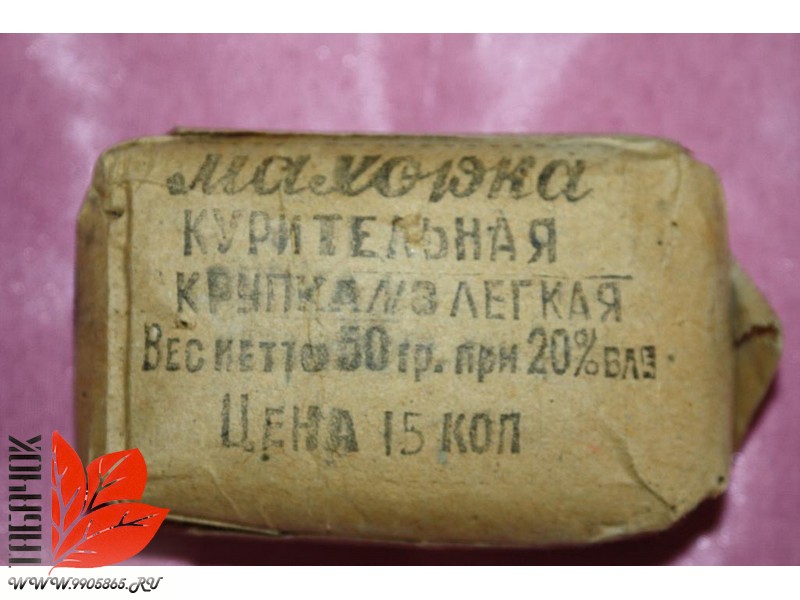 махорка
КУРИТЕЛЬНАЯ
КРУПКА №3 ЛЕГКАЯ
ВЕС НЕТТО 50 гр. при 20% ВЛ
ЦЕНА 15 КОП
ТАБАЧОК
WWW.9905865.RU